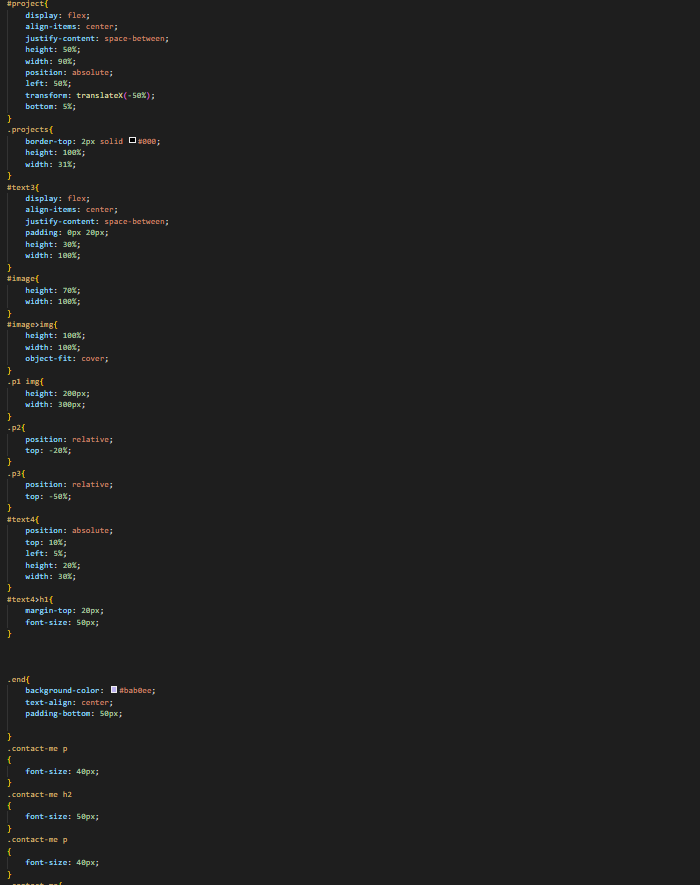 #project{
display: flex;
align-items: center;
justify-content: space-between;
height: 50%;
width: 90%;
position: absolute;
left: 50%;
transform: translateX(-50%);
bottom: 5%;
}
.projects{
border-top: 2px solid #000;
height: 100%;
width: 31%;
}
#text3{
display: flex;
align-items: center;
justify-content: space-between;
padding: 0px 20px;
height: 30%;
width: 100%;
}
#image{
height: 70%;
width: 100%;
}
#image>img{
height: 100%;
width: 100%;
object-fit: cover;
}
.p1 img{
height: 200px;
width: 300px;
}
.p2{
position: relative;
top: -20%;
}
.p3{
position: relative;
top: -50%;
}
#text4{
position: absolute;
top: 10%;
left: 5%;
height: 20%;
width: 30%;
}
#text4>h1{
margin-top: 20px;
font-size: 50px;
}
.end{
background-color: #bab0ee;
text-align: center;
padding-bottom: 50px;
}
.contact-me p
{
font-size: 40px;
}
.contact-me h2
{
font-size: 50px;
}
.contact-me p
{
font-size: 40px;
}